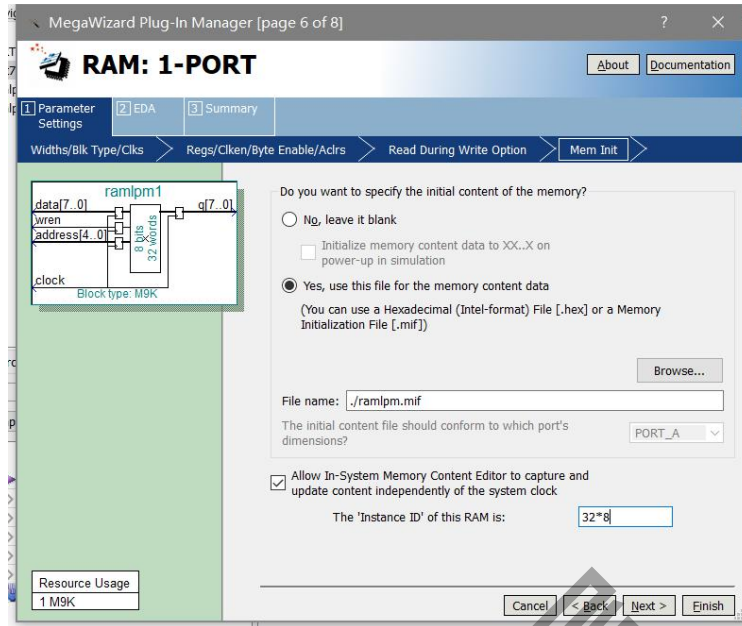 MegaWizard Plug-In Manager [page 6 of 8]
? ×
RAM: 1-PORT
About
Documentation
1 Parameter Settings
2 EDA
3 Summary
Widths/Blk Type/Clks
Regs/Clken/Byte Enable/Aclrs
Read During Write Option
Mem Init
ramlpm1
data[7..0]
wren
address[4..0]
clock
q[7..0]
8 bits
32 words
Block type: M9K
Do you want to specify the initial content of the memory?
No, leave it blank
Initialize memory content data to XX..X on
power-up in simulation
Yes, use this file for the memory content data
(You can use a Hexadecimal (Intel-format) File [.hex] or a Memory
Initialization File [.mif])
Browse...
File name: ./ramlpm.mif
The initial content file should conform to which port's
dimensions?
PORT_A
Allow In-System Memory Content Editor to capture and
update content independently of the system clock
The 'Instance ID' of this RAM is: 32*8
Resource Usage
1 M9K
Cancel < Back Next > Finish